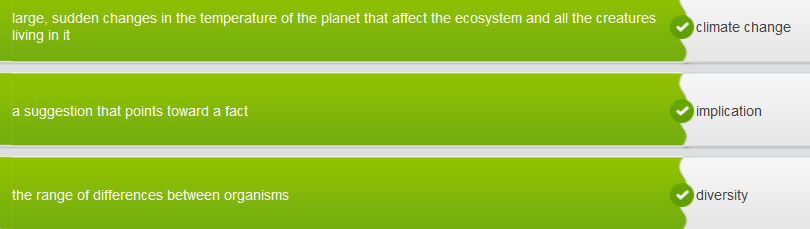 large, sudden changes in the temperature of the planet that affect the ecosystem and all the creatures
living in it
climate change
a suggestion that points toward a fact
implication
the range of differences between organisms
diversity